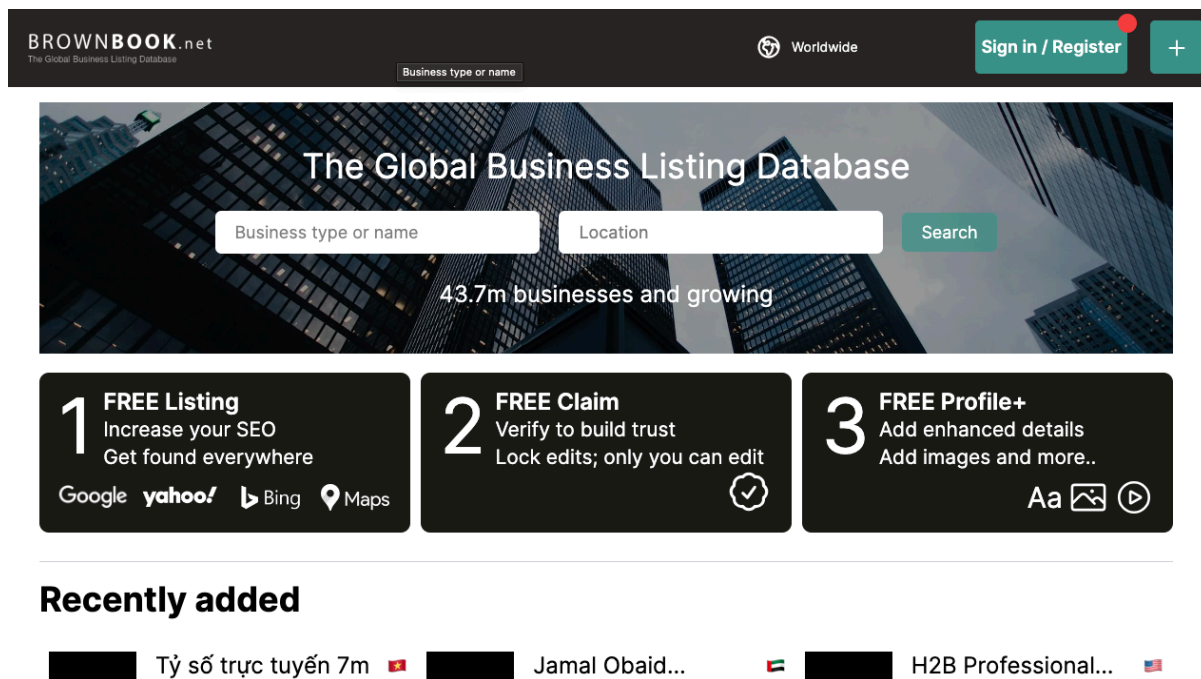 BROWNBOOK.net
The Global Business Listing Database
Worldwide
Sign in / Register
+
Business type or name
The Global Business Listing Database
Business type or name
Location
Search
43.7m businesses and growing
1
FREE Listing
Increase your SEO
Get found everywhere
Google yahoo! Bing Maps
2
FREE Claim
Verify to build trust
Lock edits; only you can edit
3
FREE Profile+
Add enhanced details
Add images and more..
Aa
Recently added
Tỷ số trực tuyến 7m
Jamal Obaid...
H2B Professional...